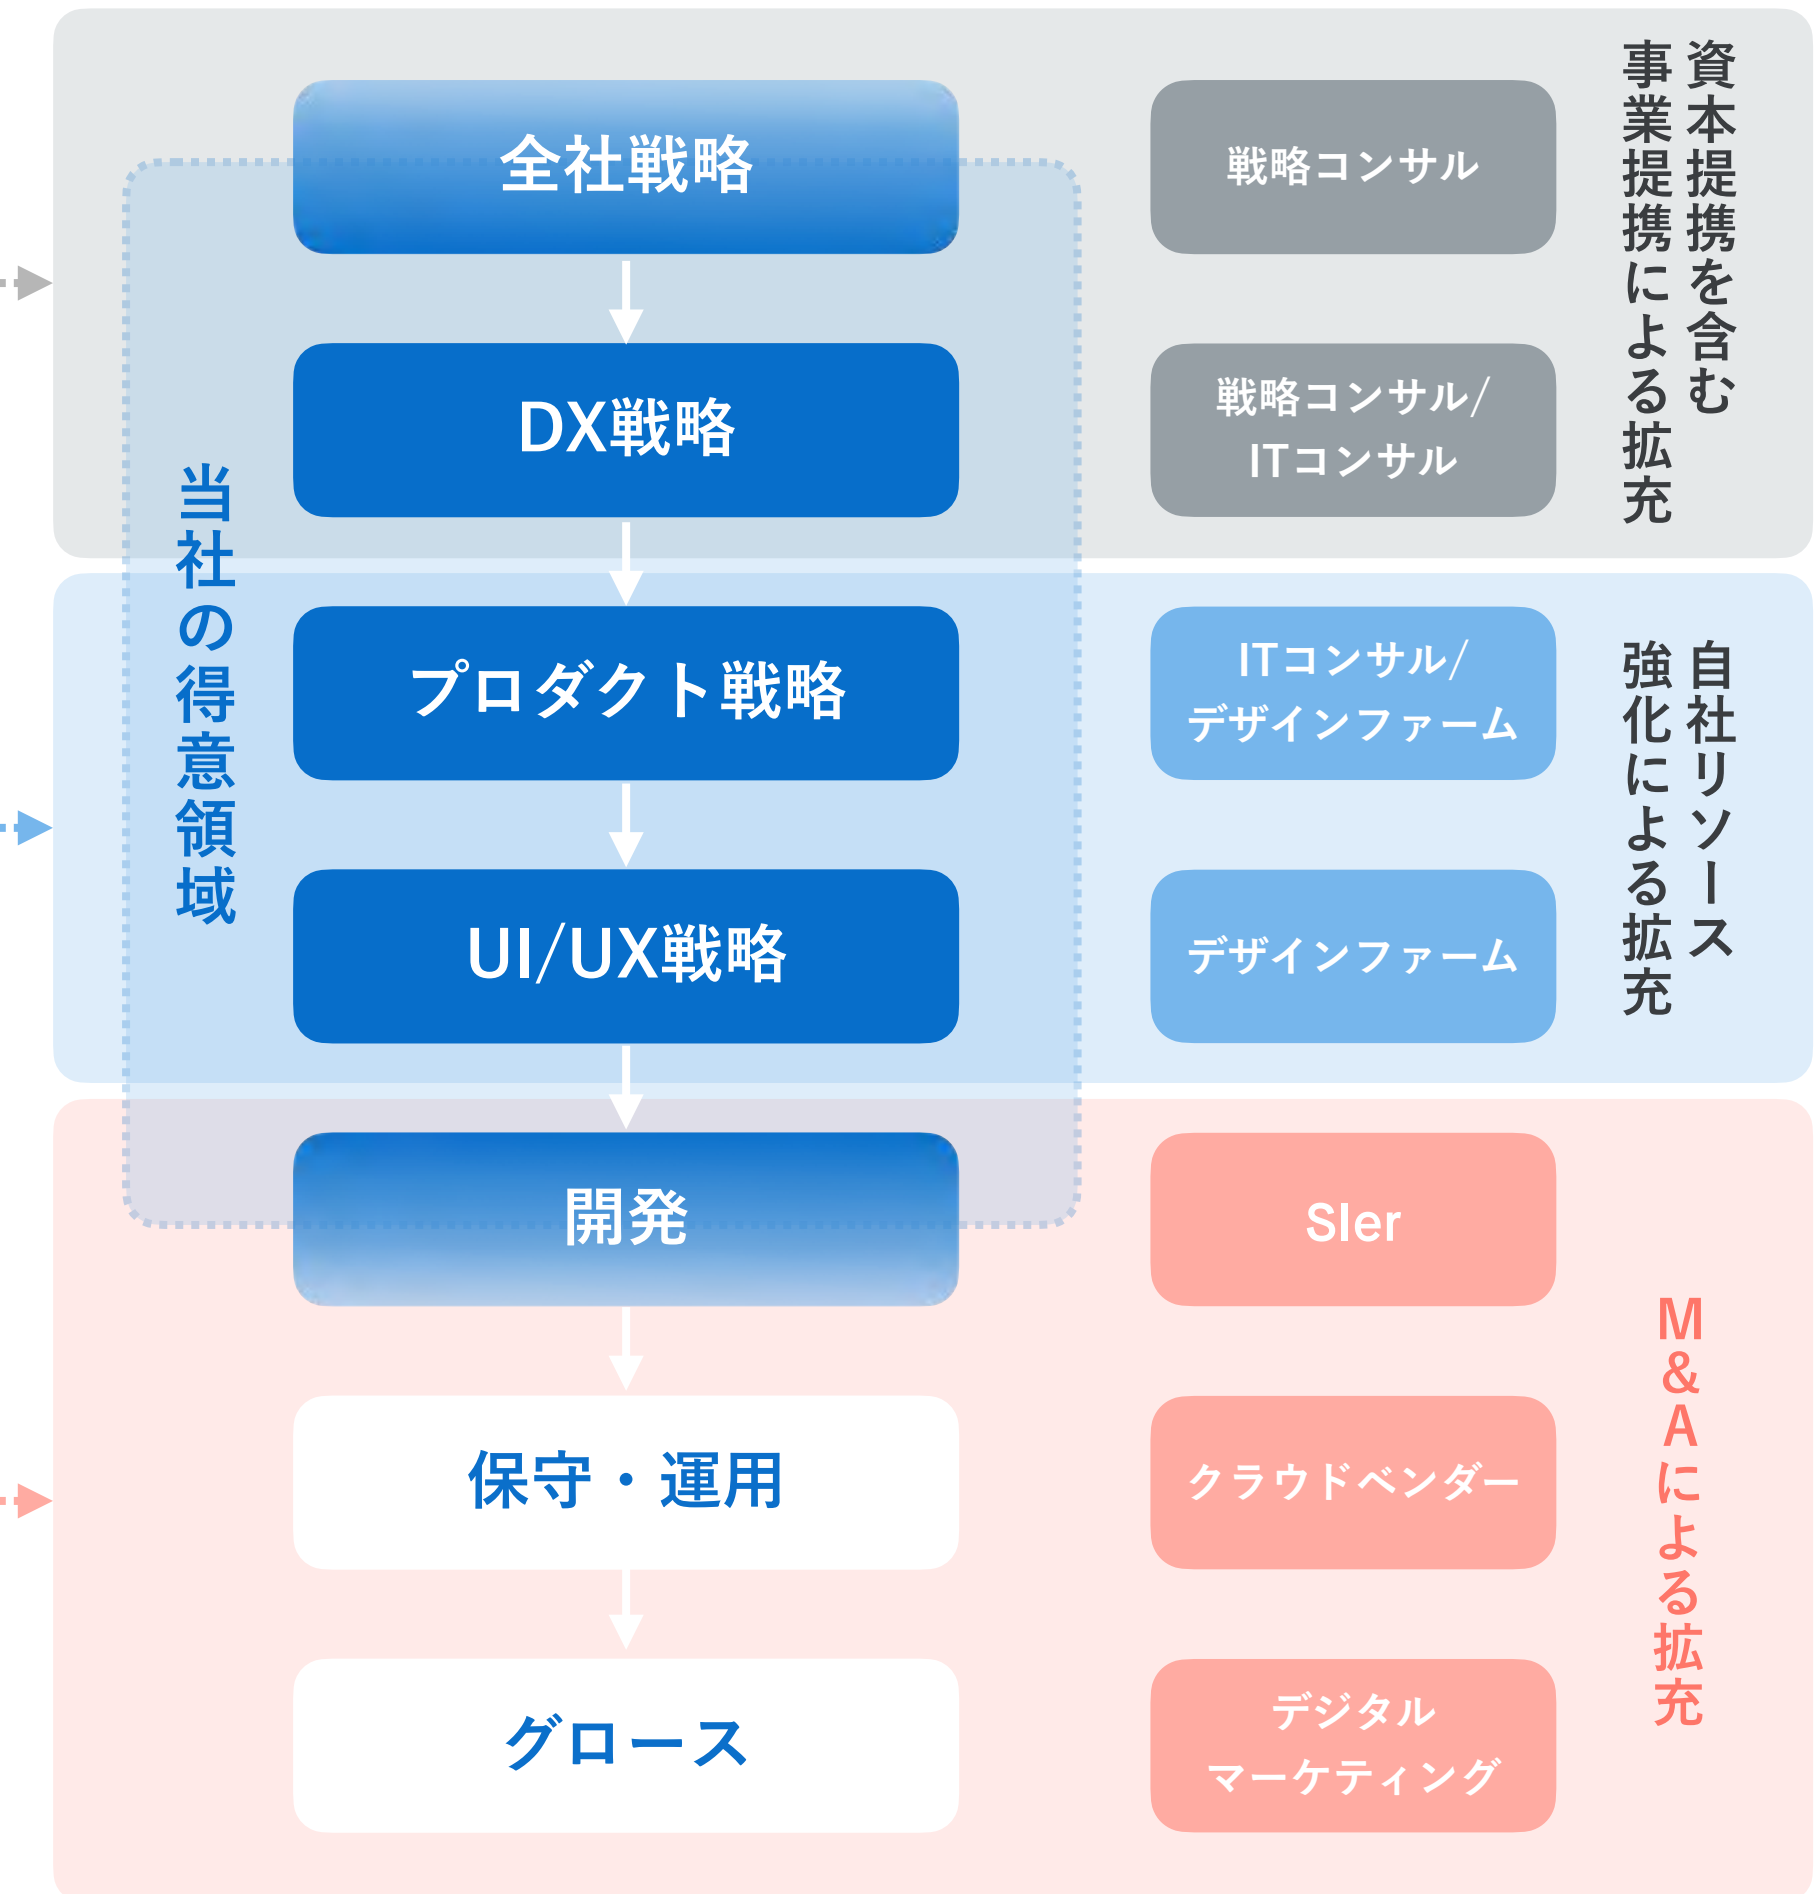 資本提携を含む
事業提携による拡充
全社戦略
戦略コンサル
DX戦略
戦略コンサル/
ITコンサル
当社の得意領域
自社リソース
強化による拡充
プロダクト戦略
ITコンサル/
デザインファーム
UI/UX戦略
デザインファーム
開発
SIer
M&Aによる拡充
保守・運用
クラウドベンダー
グロース
デジタル
マーケティング